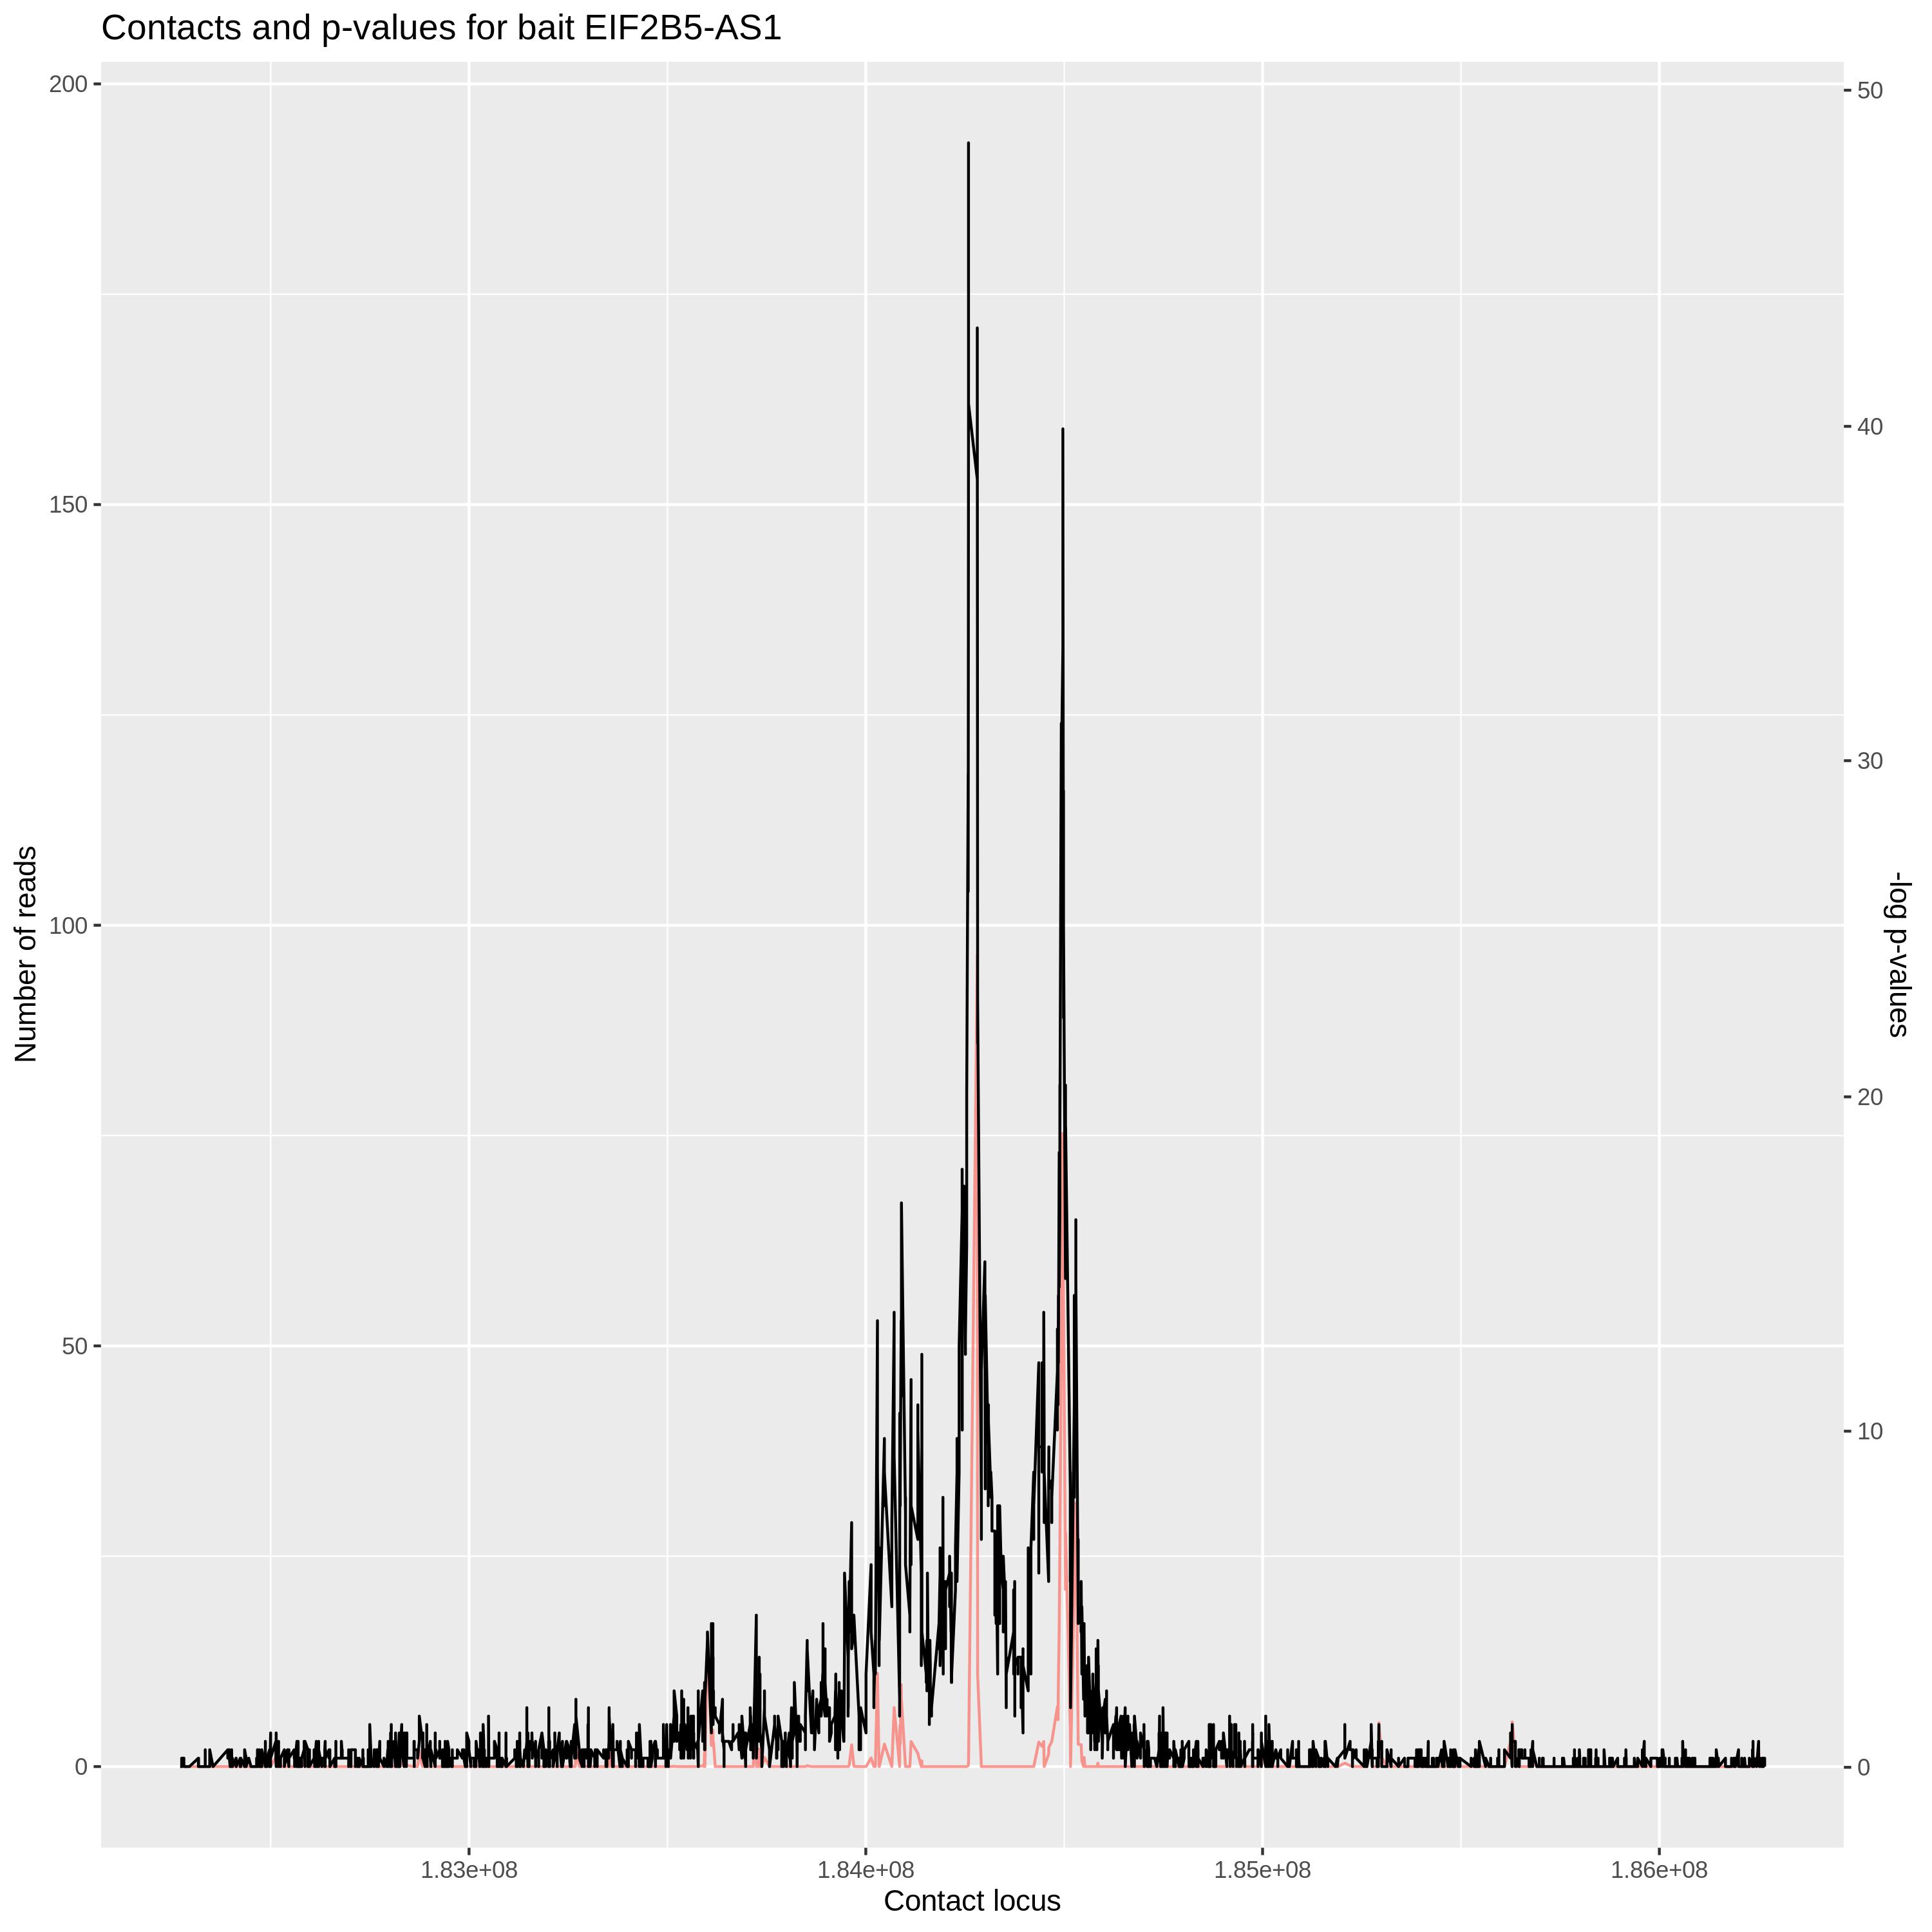 Contacts and p-values for bait EIF2B5-AS1
200
150
100
50
0
Number of reads
50
40
30
20
10
0
-log p-values
1.83e+08
1.84e+08
1.85e+08
1.86e+08
Contact locus